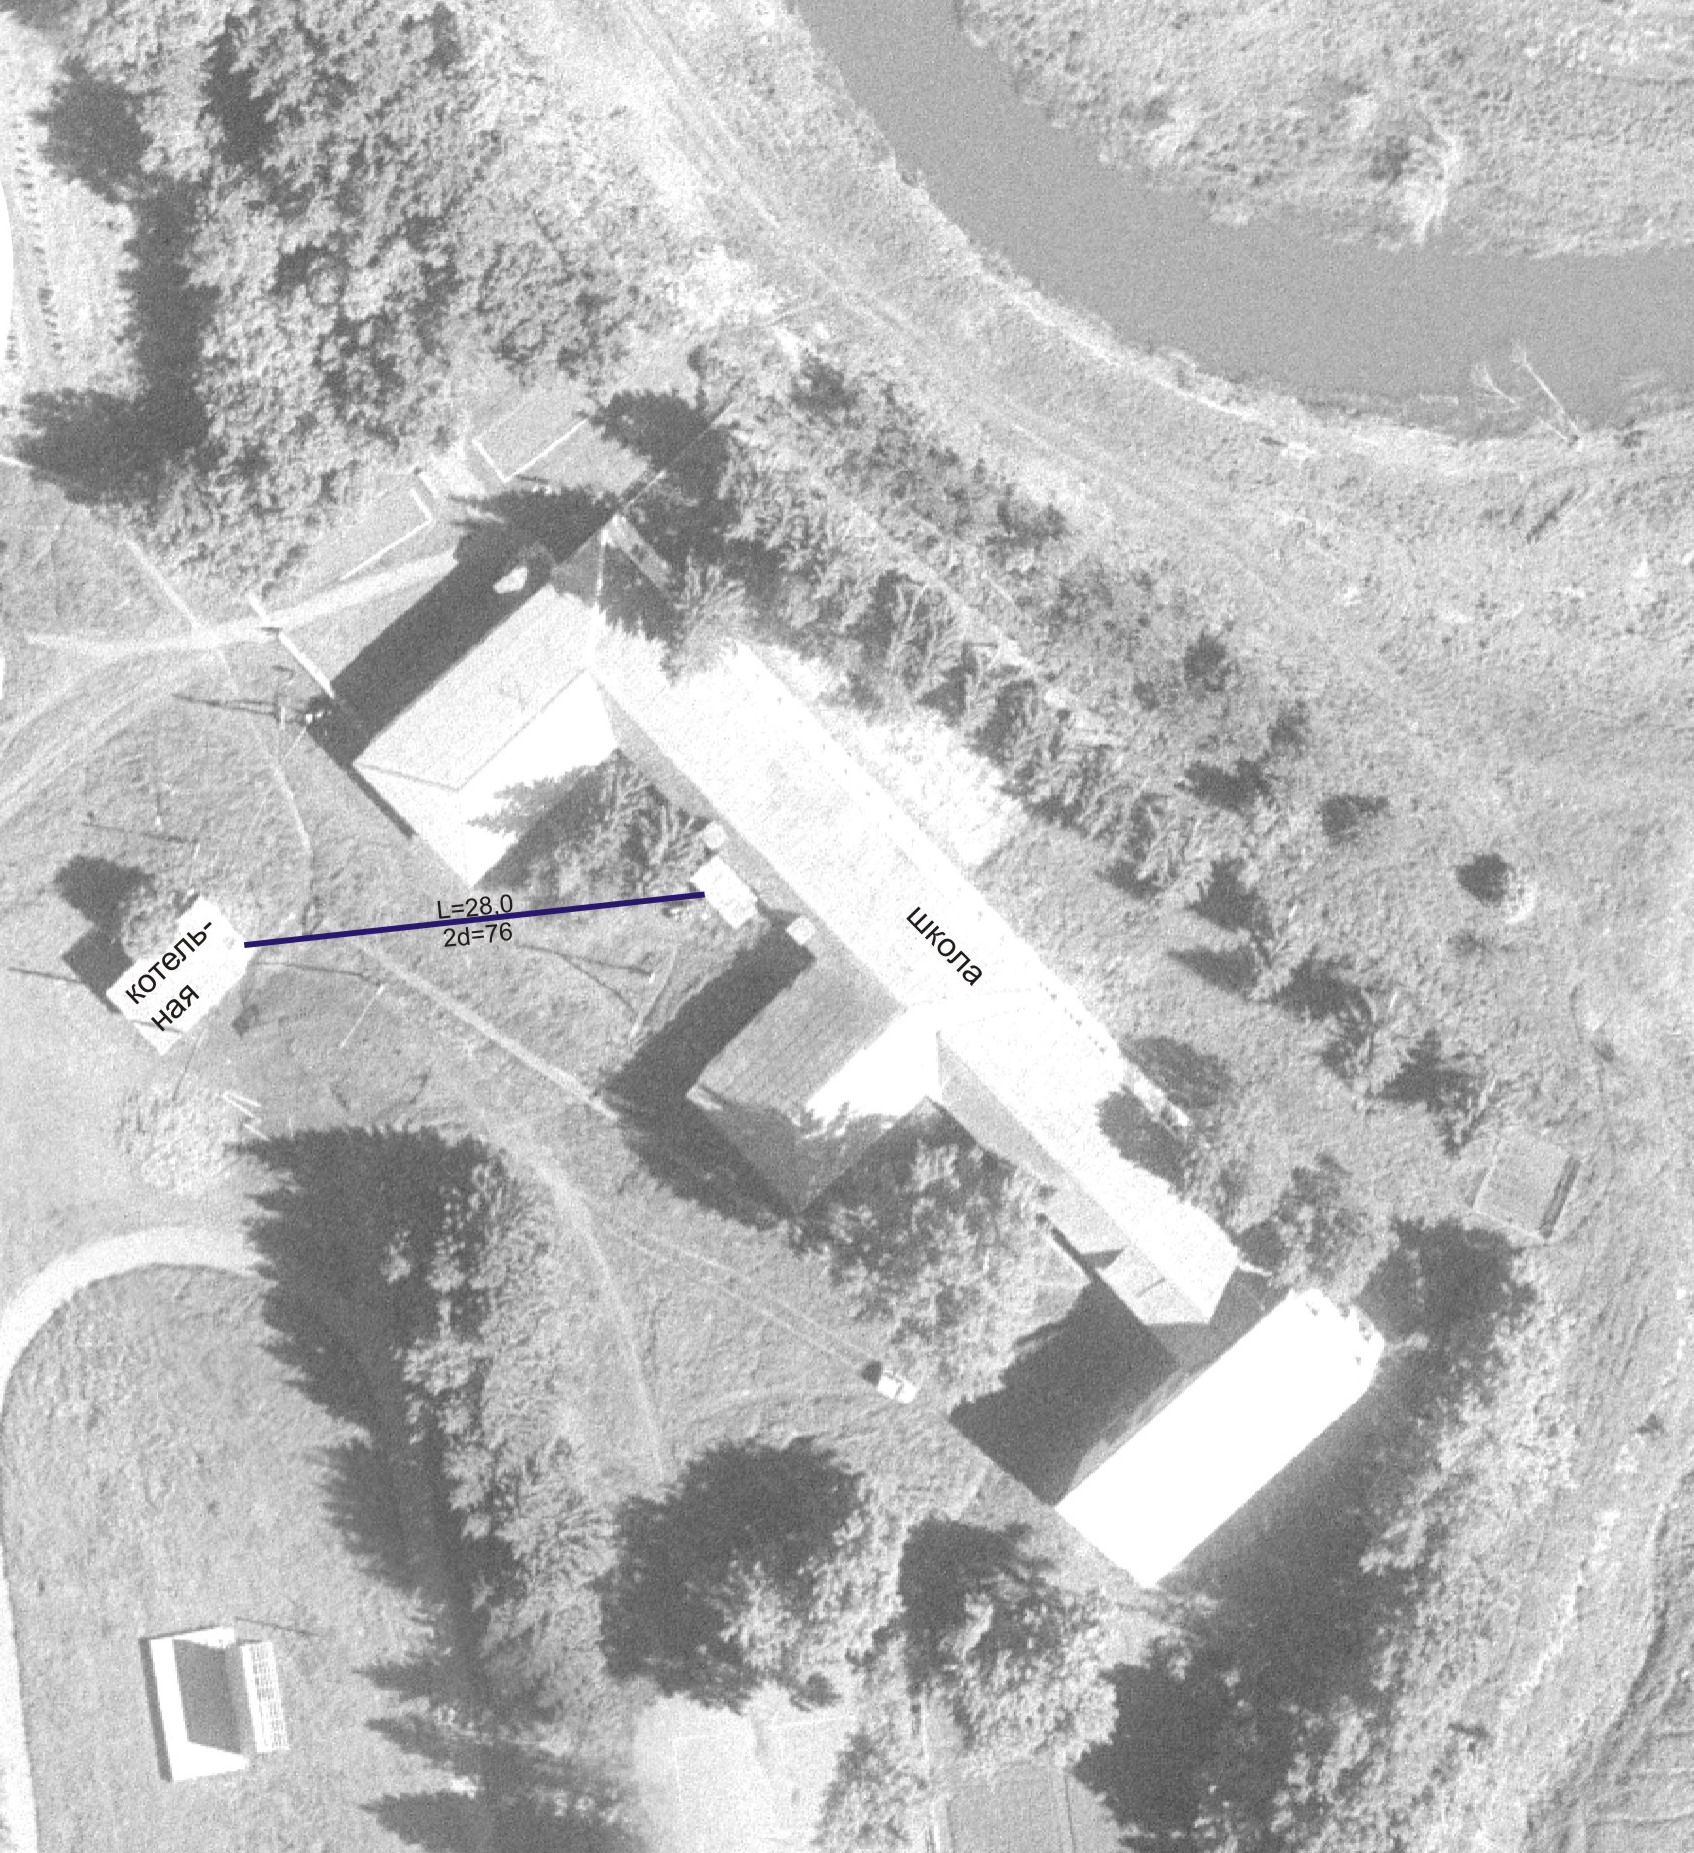 L=28,0
2d=76
школа
котель-
ная